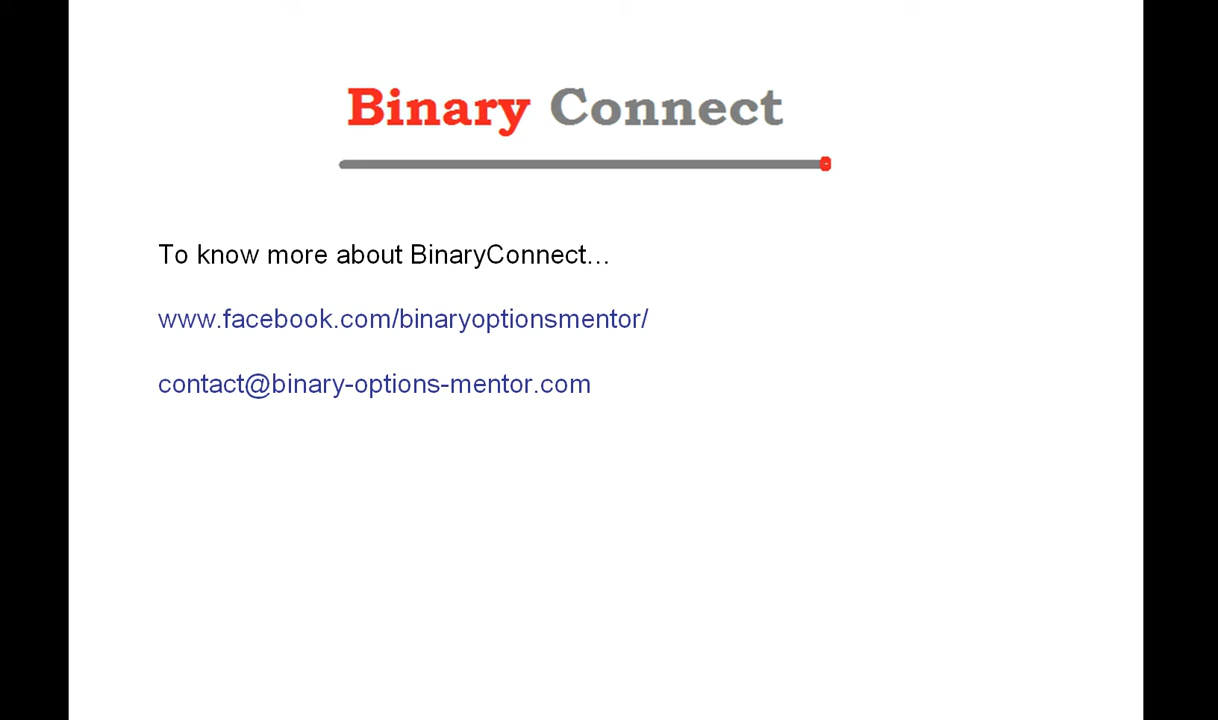 Binary Connect
To know more about BinaryConnect…
www.facebook.com/binaryoptionsmentor/
contact@binary-options-mentor.com